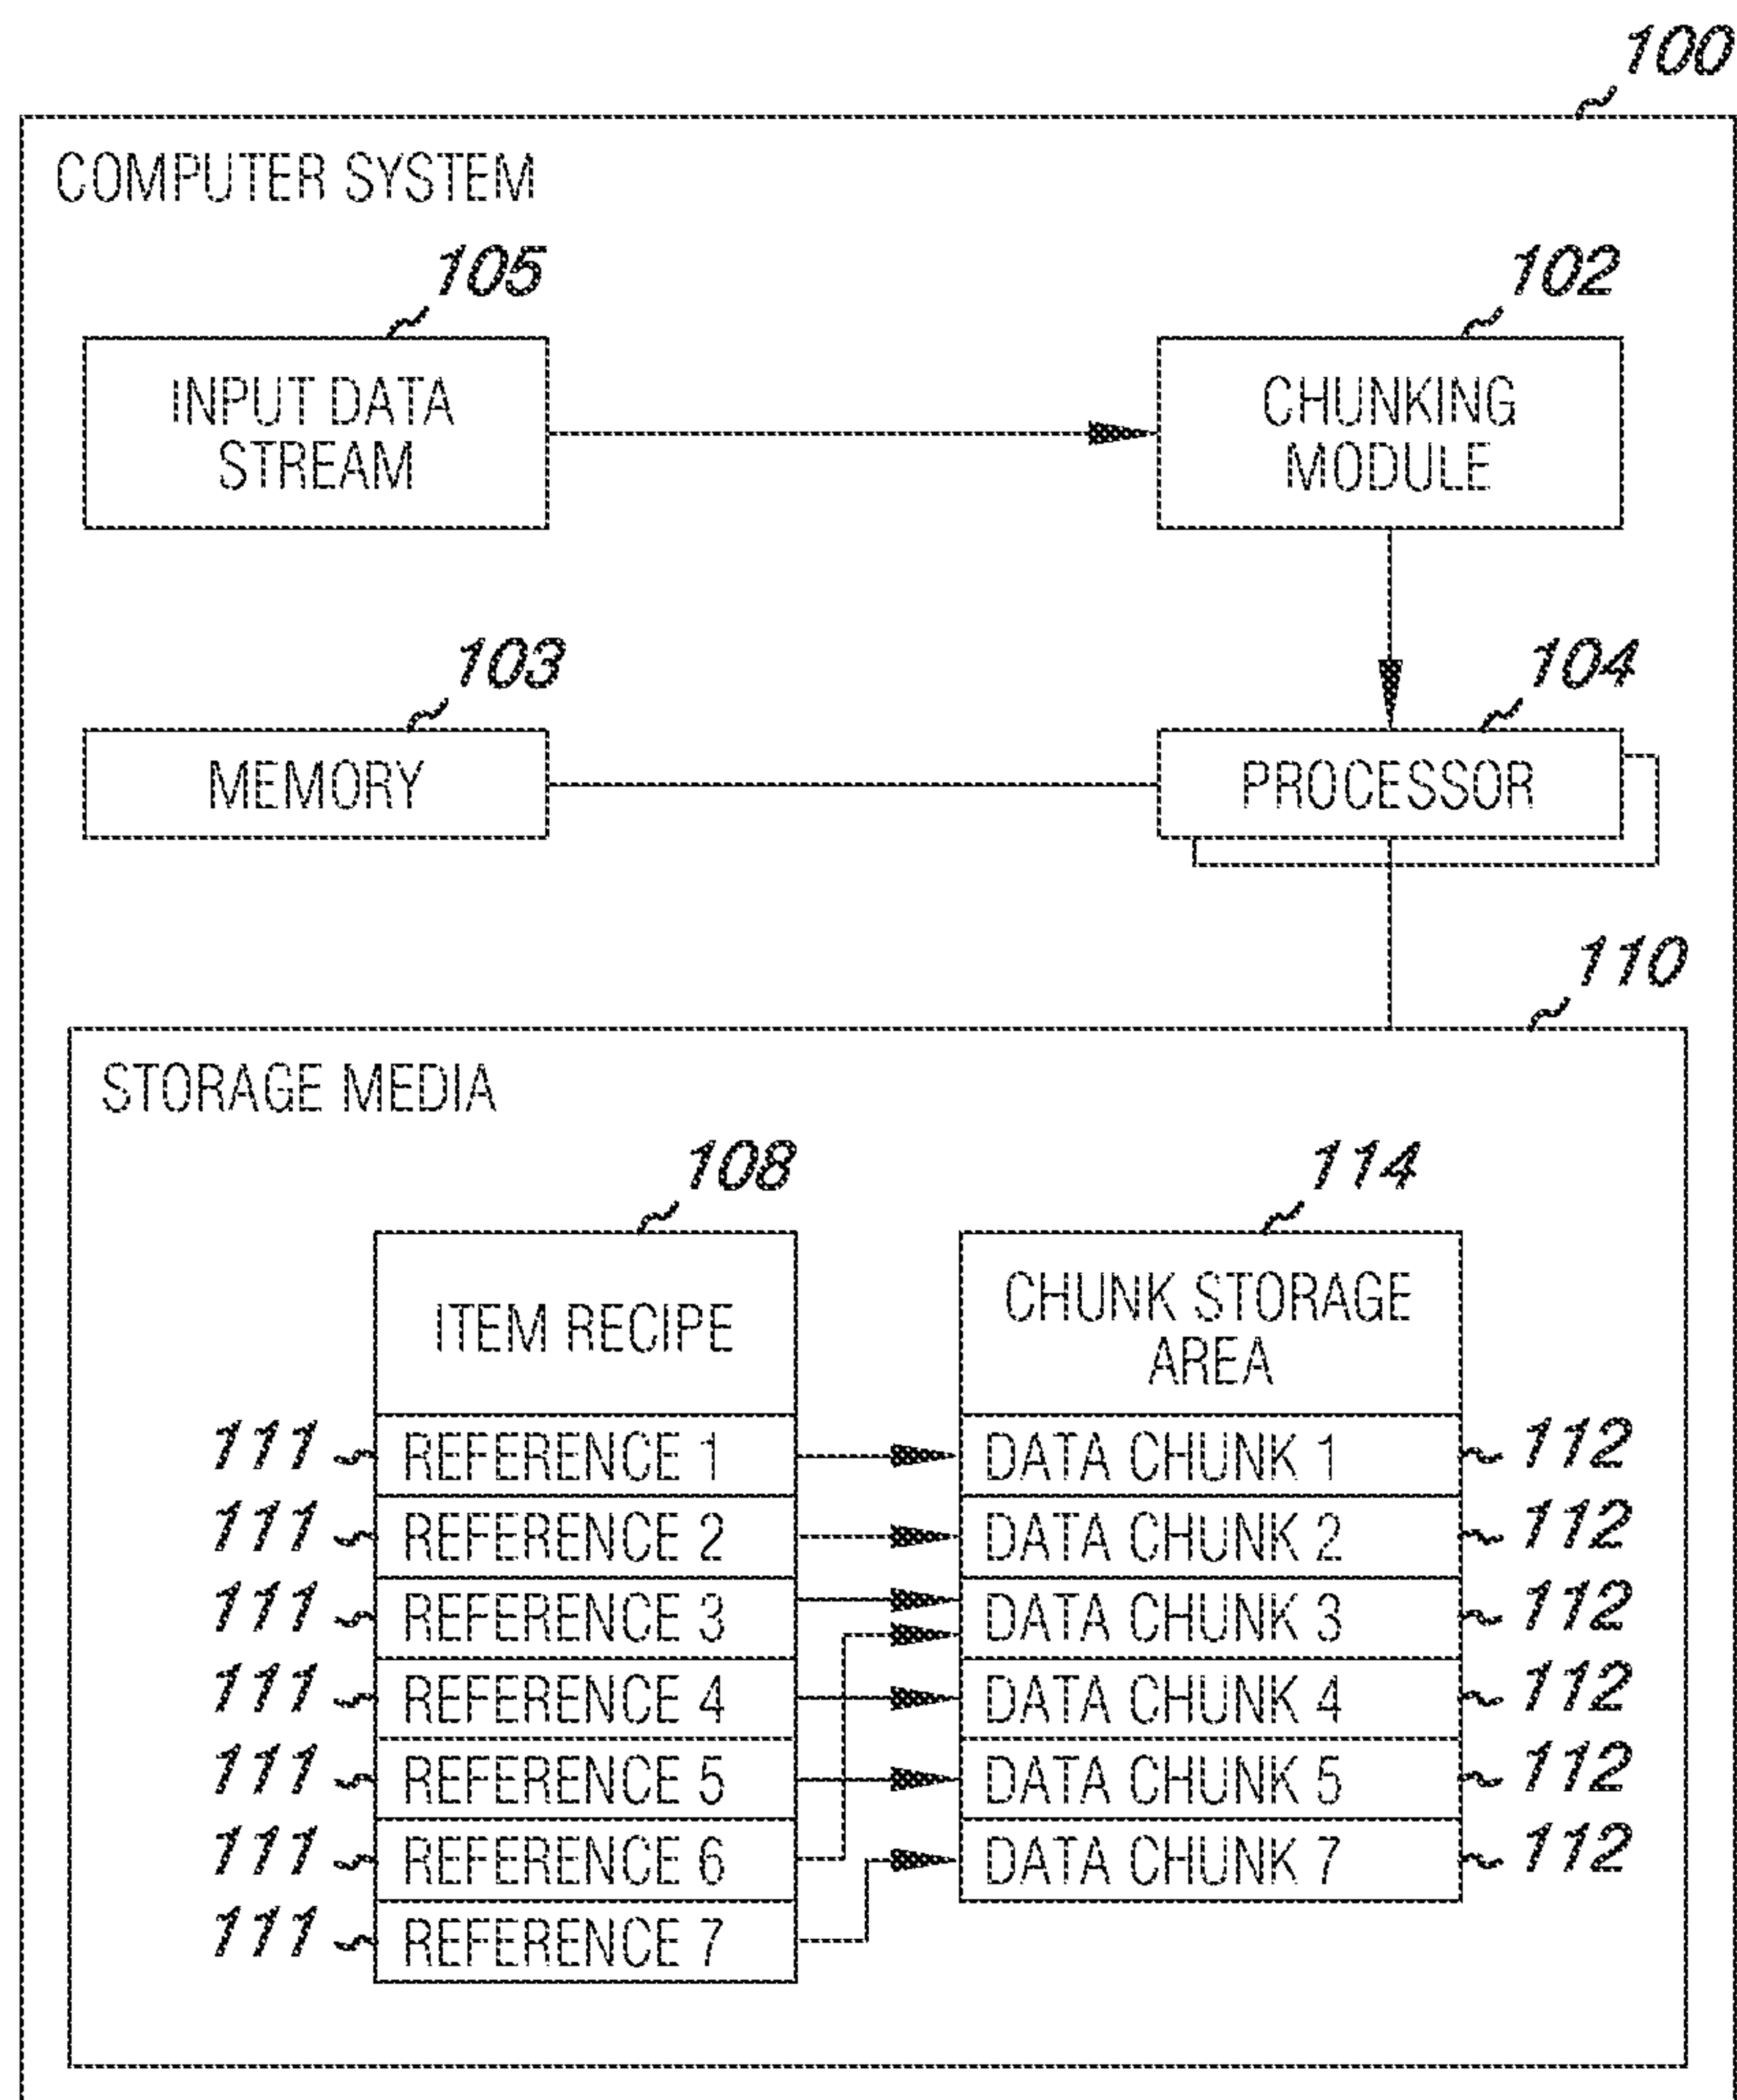 100
COMPUTER SYSTEM
105
102
INPUT DATA
STREAM
CHUNKING
MODULE
103
104
MEMORY
PROCESSOR
110
STORAGE MEDIA
108
114
ITEM RECIPE
CHUNK STORAGE
AREA
111 REFERENCE 1 DATA CHUNK 1 112
111 REFERENCE 2 DATA CHUNK 2 112
111 REFERENCE 3 DATA CHUNK 3 112
111 REFERENCE 4 DATA CHUNK 4 112
111 REFERENCE 5 DATA CHUNK 5 112
111 REFERENCE 6 DATA CHUNK 7 112
111 REFERENCE 7